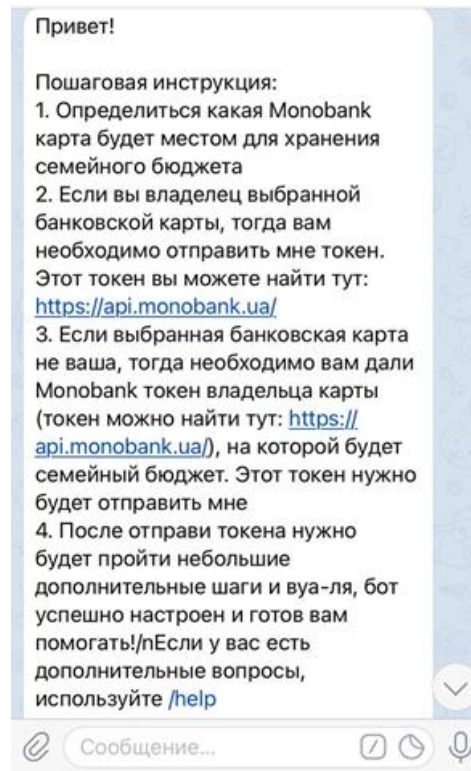 Привет!
Пошаговая инструкция:
1. Определиться какая Monobank
карта будет местом для хранения
семейного бюджета
2. Если вы владелец выбранной
банковской карты, тогда вам
необходимо отправить мне токен.
Этот токен вы можете найти тут:
https://api.monobank.ua/
3. Если выбранная банковская карта
не ваша, тогда необходимо вам дали
Monobank токен владельца карты
(токен можно найти тут: https://
api.monobank.ua/), на которой будет
семейный бюджет. Этот токен нужно
будет отправить мне
4. После отправи токена нужно
будет пройти небольшие
дополнительные шаги и вуа-ля, бот
успешно настроен и готов вам
помогать!/nЕсли у вас есть
дополнительные вопросы,
используйте /help
Сообщение...